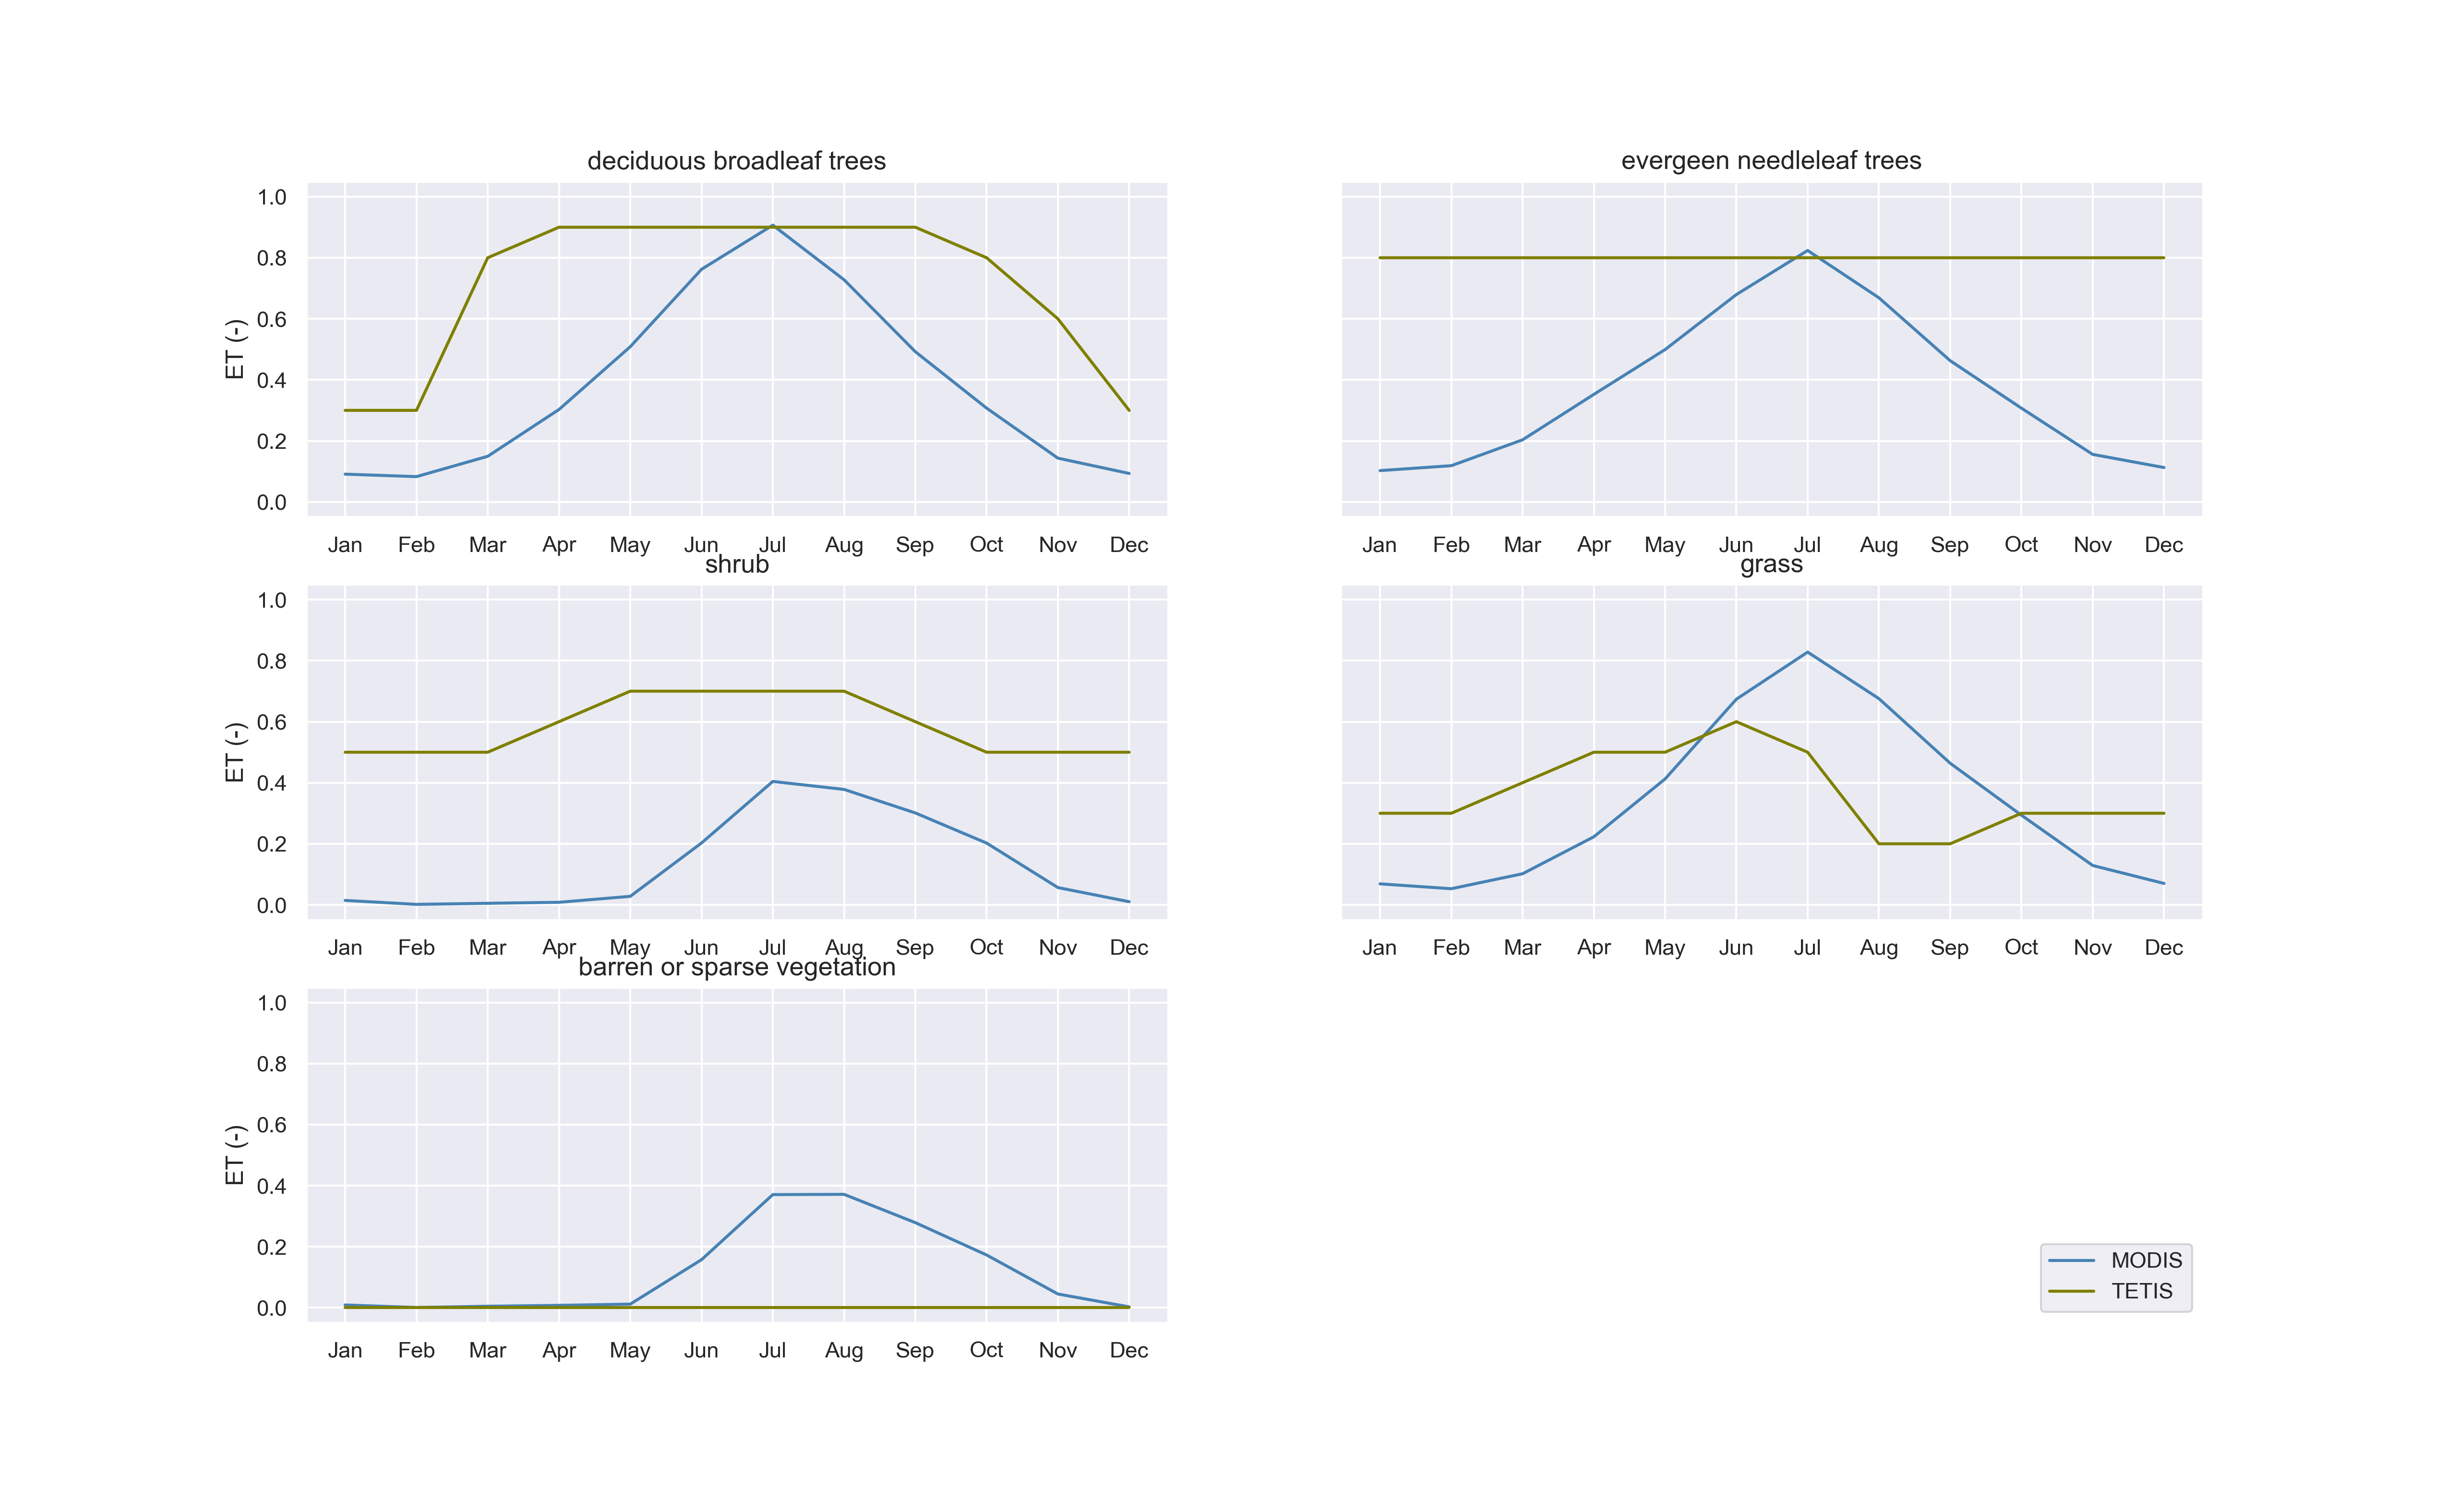 deciduous broadleaf trees
evergeen needleleaf trees
1.0
0.8
0.6
0.4
0.2
0.0
ET (-)
Jan Feb Mar Apr May Jun Jul Aug Sep Oct Nov Dec
Jan Feb Mar Apr May Jun Jul Aug Sep Oct Nov Dec
shrub
grass
1.0
0.8
0.6
0.4
0.2
0.0
ET (-)
Jan Feb Mar Apr May Jun Jul Aug Sep Oct Nov Dec
Jan Feb Mar Apr May Jun Jul Aug Sep Oct Nov Dec
barren or sparse vegetation
1.0
0.8
0.6
0.4
0.2
0.0
ET (-)
Jan Feb Mar Apr May Jun Jul Aug Sep Oct Nov Dec
MODIS
TETIS